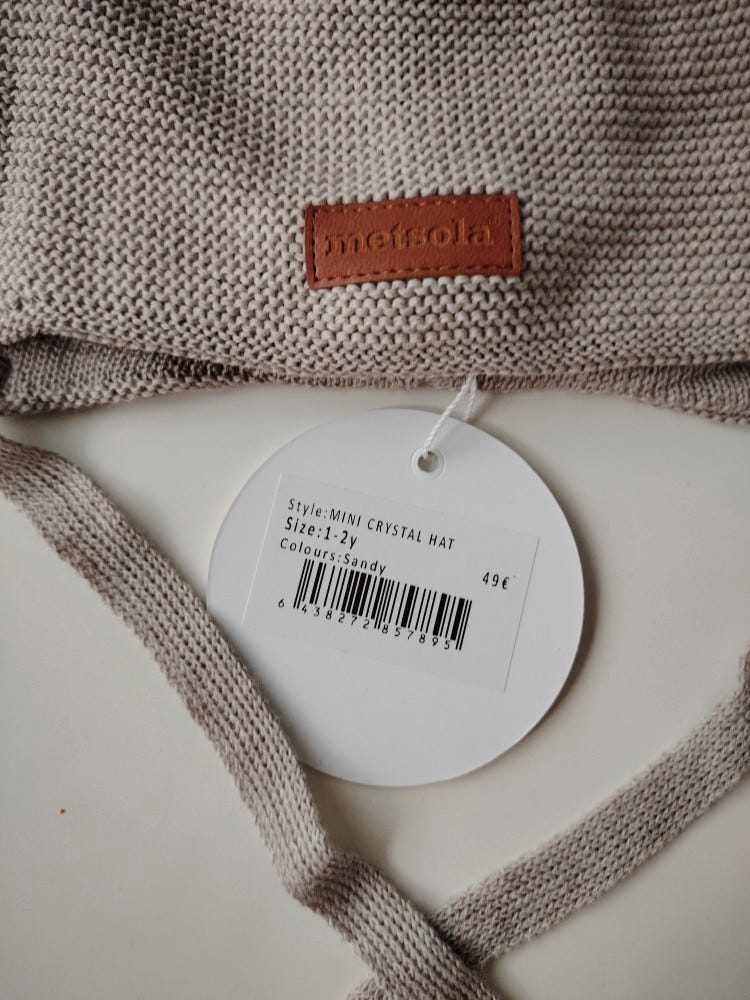 metsola®
Style:MINI CRYSTAL HAT
Size:1-2y
Colours:Sandy
49€
6 438272 857895